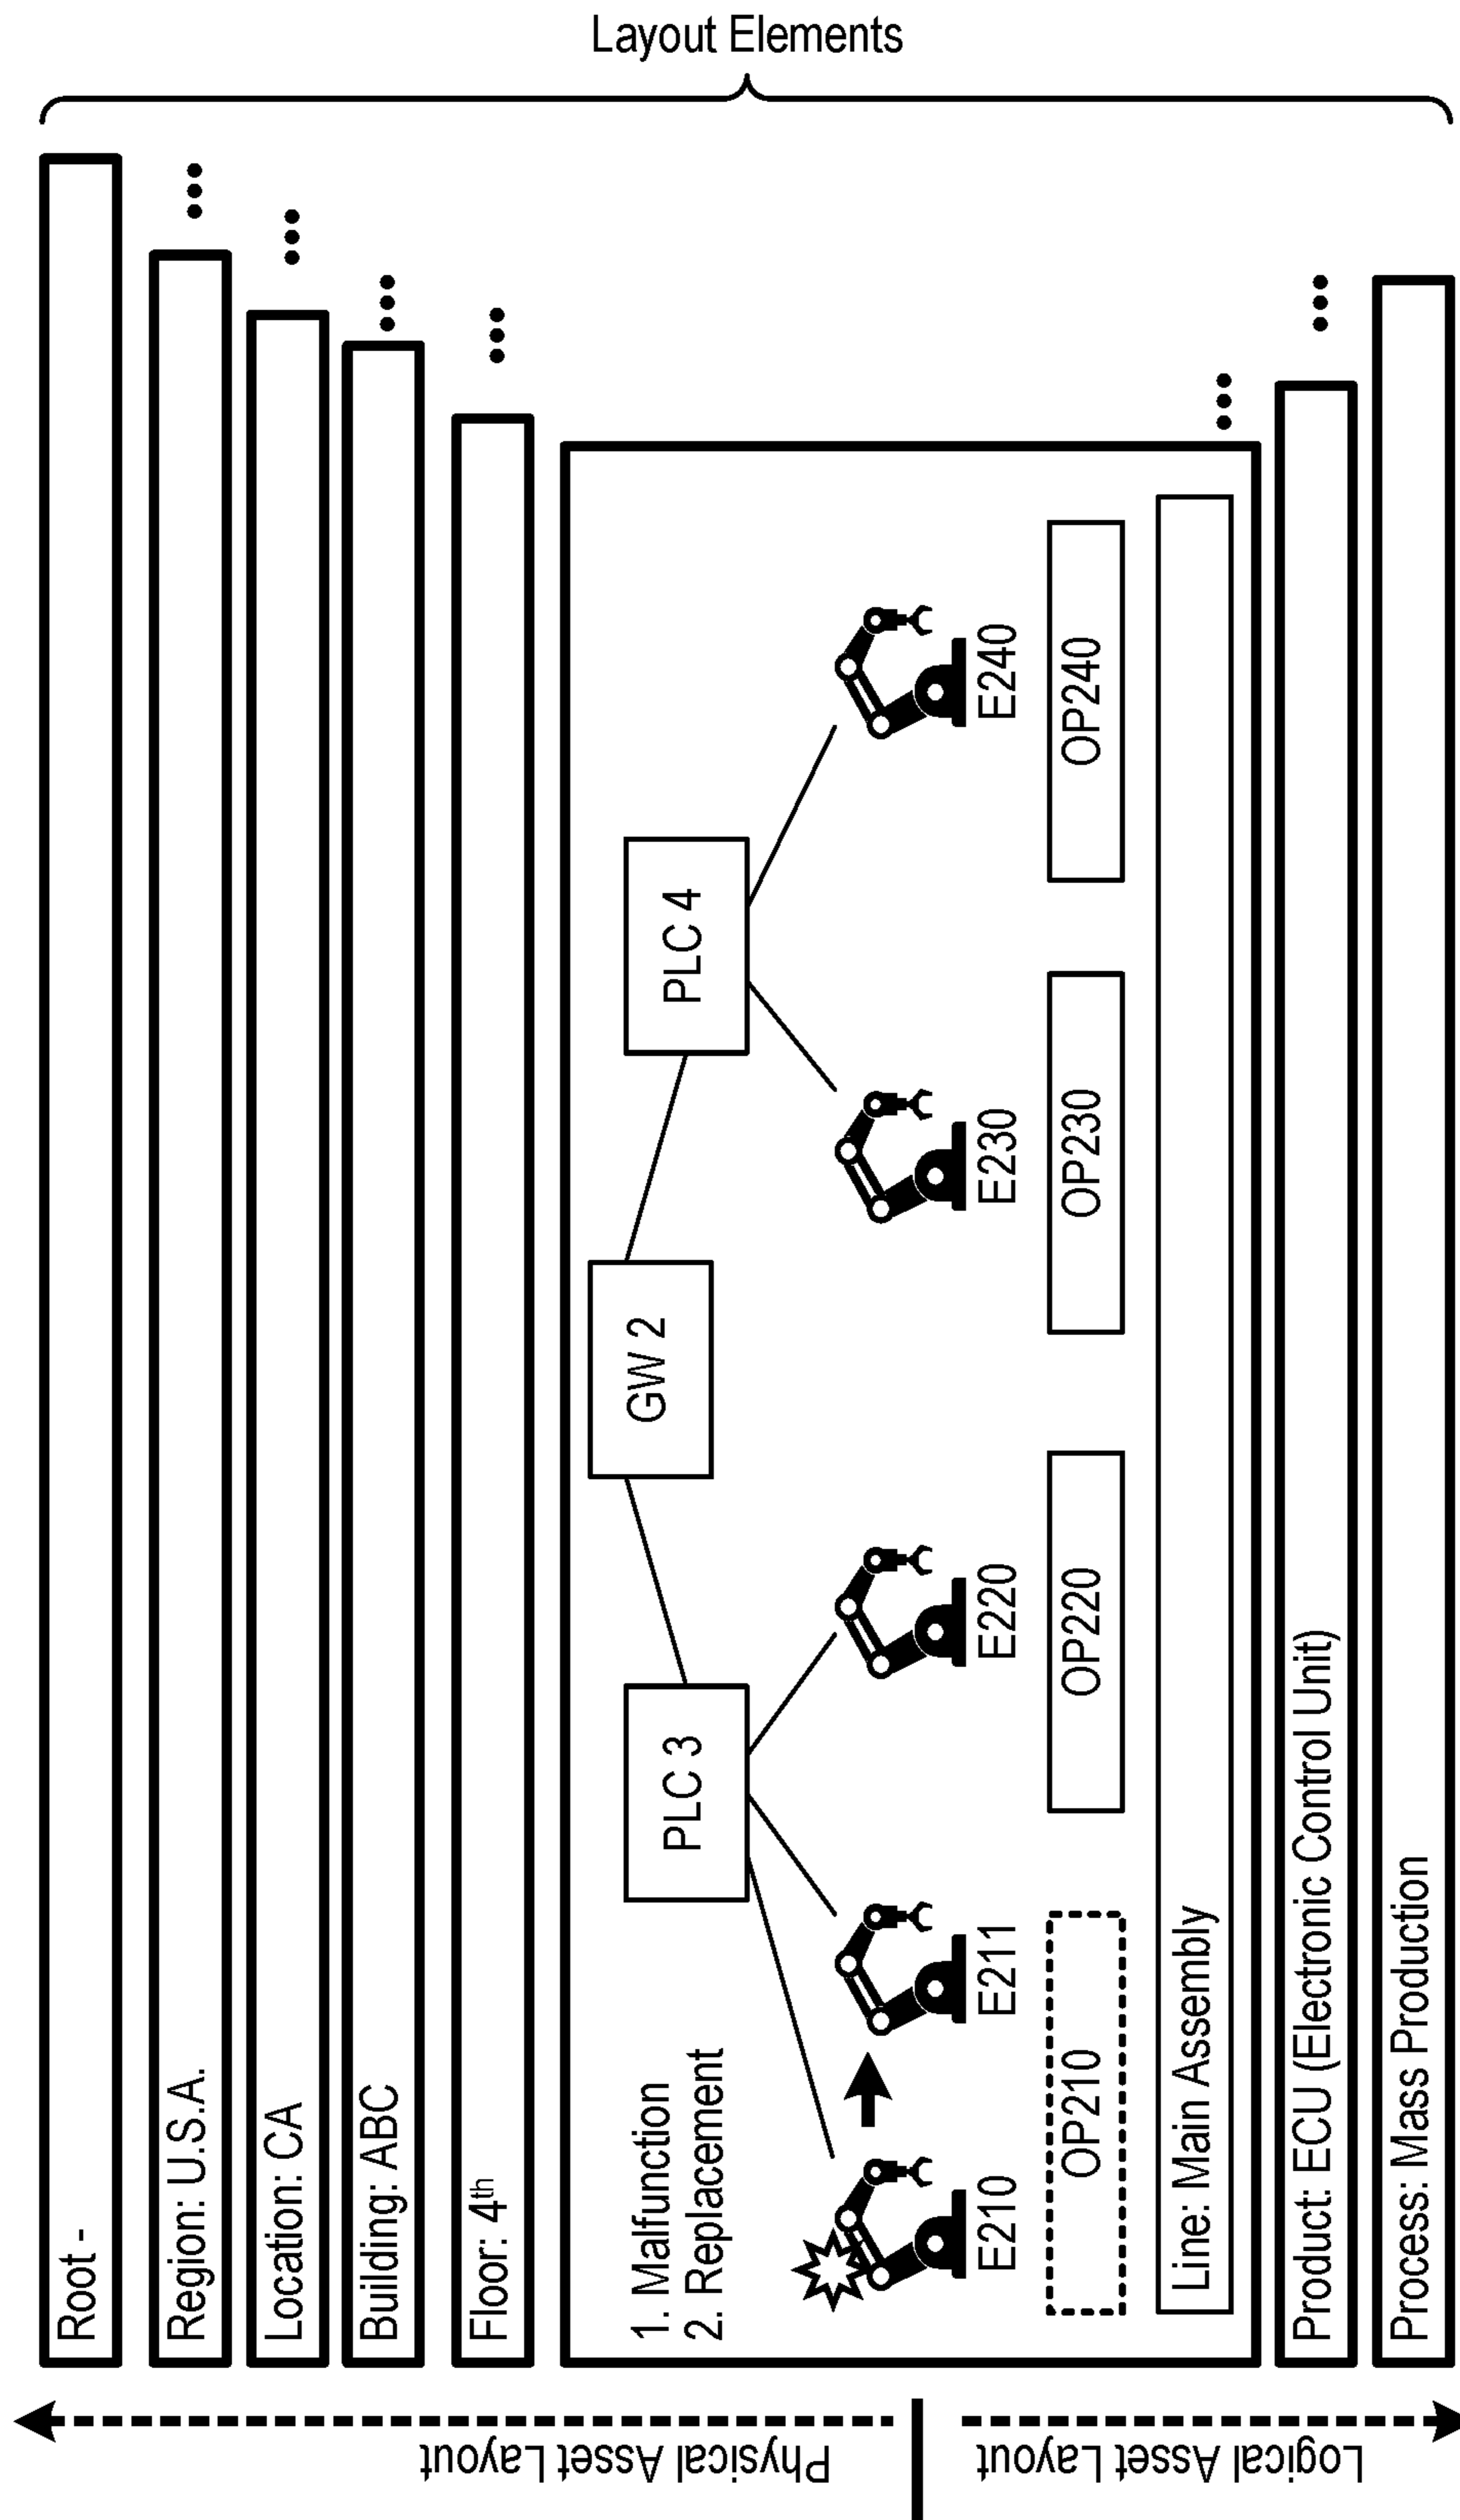 Layout Elements
Physical Asset Layout
Logical Asset Layout
Root -
Region: U.S.A.
Location: CA
Building: ABC
Floor: 4th
1. Malfunction
2. Replacement
GW 2
PLC 3
PLC 4
E210
E211
E220
E230
E240
OP210
OP220
OP230
OP240
Line: Main Assembly
Product: ECU (Electronic Control Unit)
Process: Mass Production